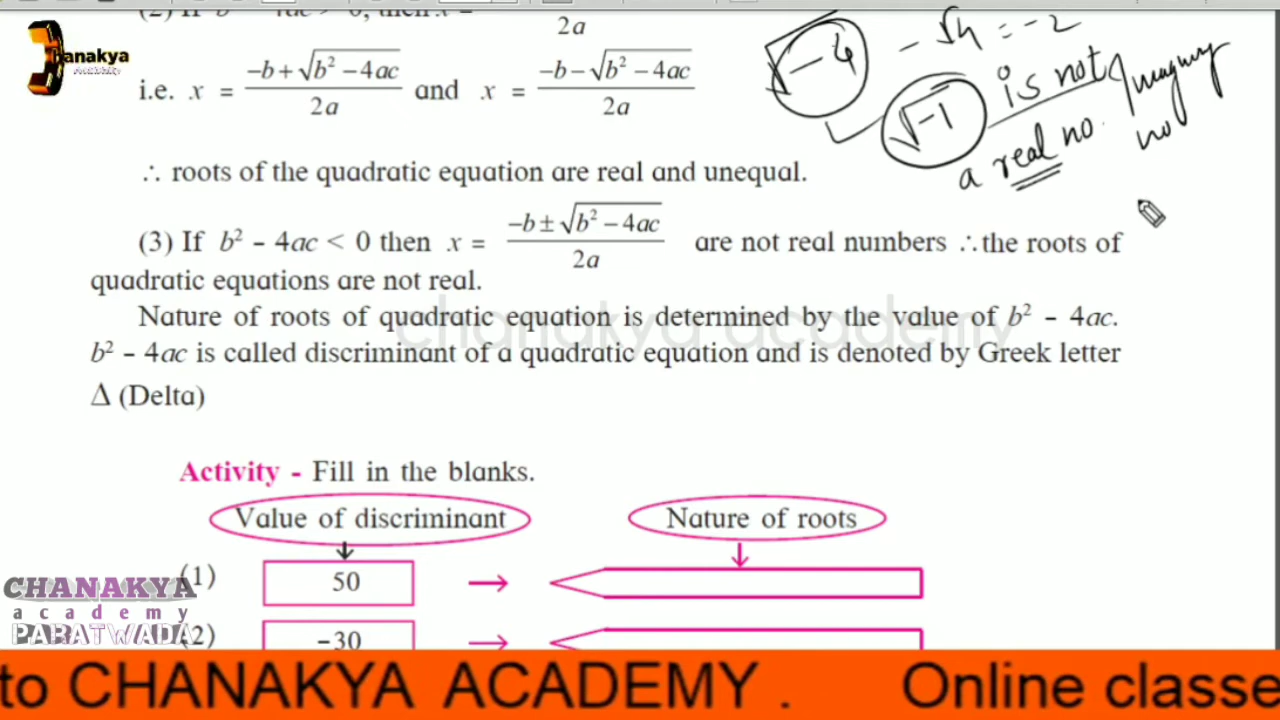 hanakya
2a
i.e. x = −b + √b² − 4ac / 2a and x = −b − √b² − 4ac / 2a
√−4 − √4 = −2
√−1 is not a real no. imaginary no
∴ roots of the quadratic equation are real and unequal.
(3) If b² - 4ac < 0 then x = −b ± √b² − 4ac / 2a are not real numbers ∴ the roots of
quadratic equations are not real.
Nature of roots of quadratic equation is determined by the value of b² - 4ac.
chanakya academy
b² - 4ac is called discriminant of a quadratic equation and is denoted by Greek letter
Δ (Delta)
Activity - Fill in the blanks.
Value of discriminant Nature of roots
(1) 50 →
CHANAKYA
academy
PARATWADA
(2) −30 →
to CHANAKYA ACADEMY . Online classe